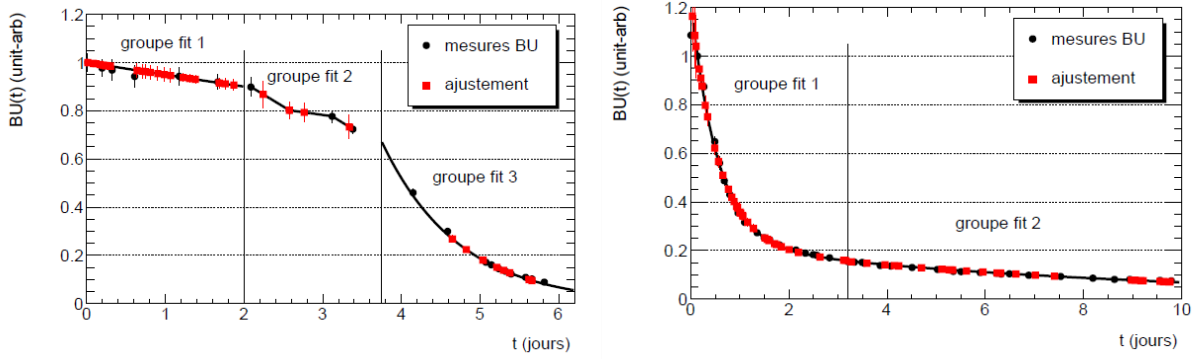 BU(t) (unit-arb)
1.2
1
0.8
0.6
0.4
0.2
0
0
1
2
3
4
5
6
t (jours)
groupe fit 1
groupe fit 2
groupe fit 3
mesures BU
ajustement
BU(t) (unit-arb)
1.2
1
0.8
0.6
0.4
0.2
0
0
2
4
6
8
10
t (jours)
groupe fit 1
groupe fit 2
mesures BU
ajustement